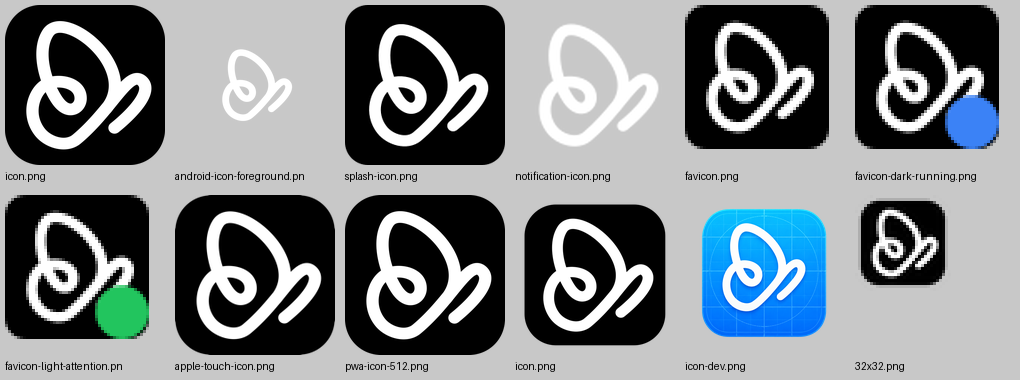 icon.png
android-icon-foreground.pn
splash-icon.png
notification-icon.png
favicon.png
favicon-dark-running.png
favicon-light-attention.pn
apple-touch-icon.png
pwa-icon-512.png
icon.png
icon-dev.png
32x32.png